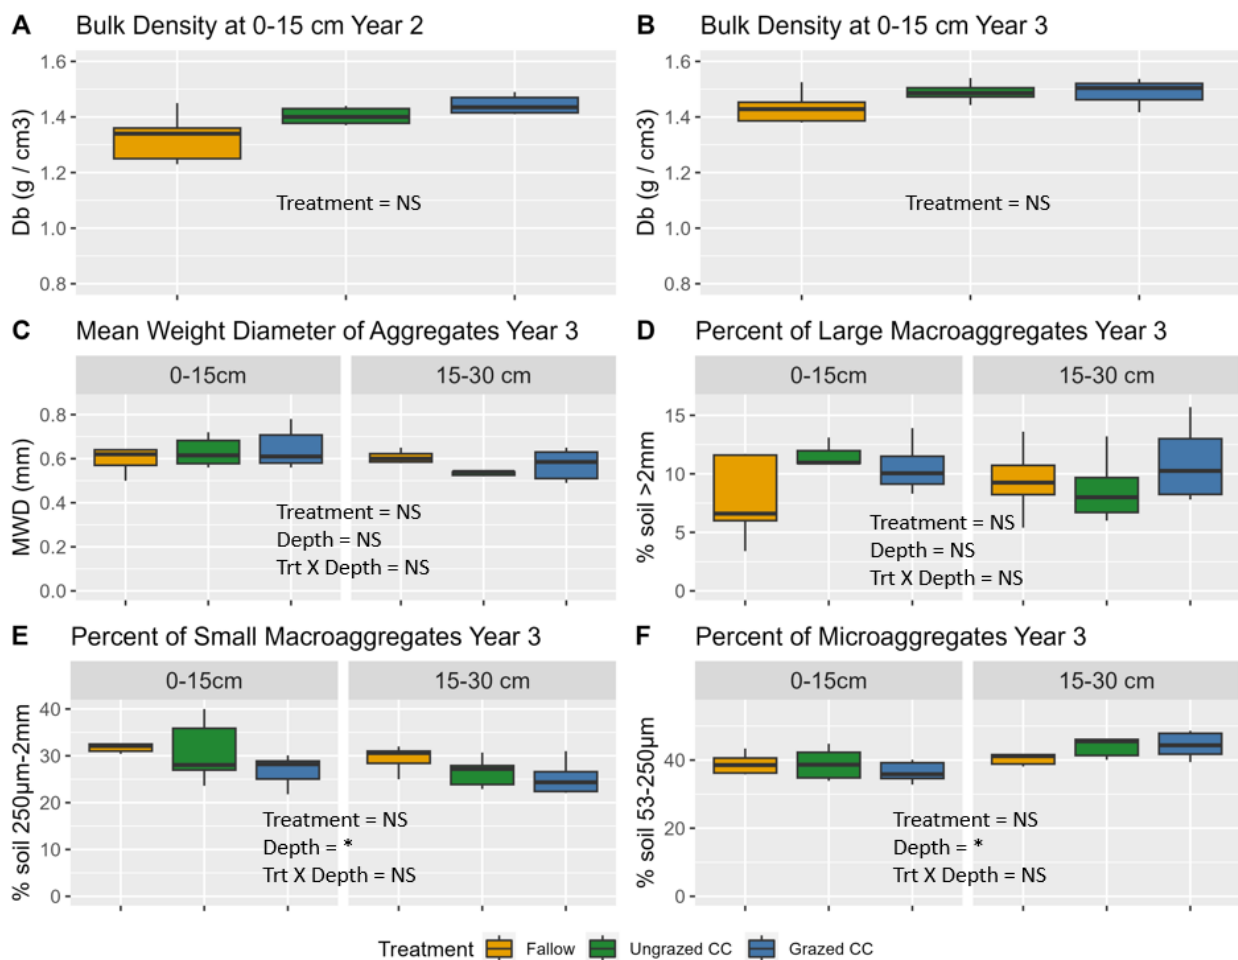 A Bulk Density at 0-15 cm Year 2
Db (g / cm3)
1.6
1.4
1.2
1.0
0.8
Treatment = NS
B Bulk Density at 0-15 cm Year 3
Db (g / cm3)
1.6
1.4
1.2
1.0
0.8
Treatment = NS
C Mean Weight Diameter of Aggregates Year 3
0-15cm 15-30 cm
MWD (mm)
0.8
0.6
0.4
0.2
0.0
Treatment = NS
Depth = NS
Trt X Depth = NS
D Percent of Large Macroaggregates Year 3
0-15cm 15-30 cm
% soil >2mm
15
10
5
0
Treatment = NS
Depth = NS
Trt X Depth = NS
E Percent of Small Macroaggregates Year 3
0-15cm 15-30 cm
% soil 250µm-2mm
40
30
20
10
0
Treatment = NS
Depth = *
Trt X Depth = NS
F Percent of Microaggregates Year 3
0-15cm 15-30 cm
% soil 53-250µm
40
20
0
Treatment = NS
Depth = *
Trt X Depth = NS
Treatment Fallow Ungrazed CC Grazed CC